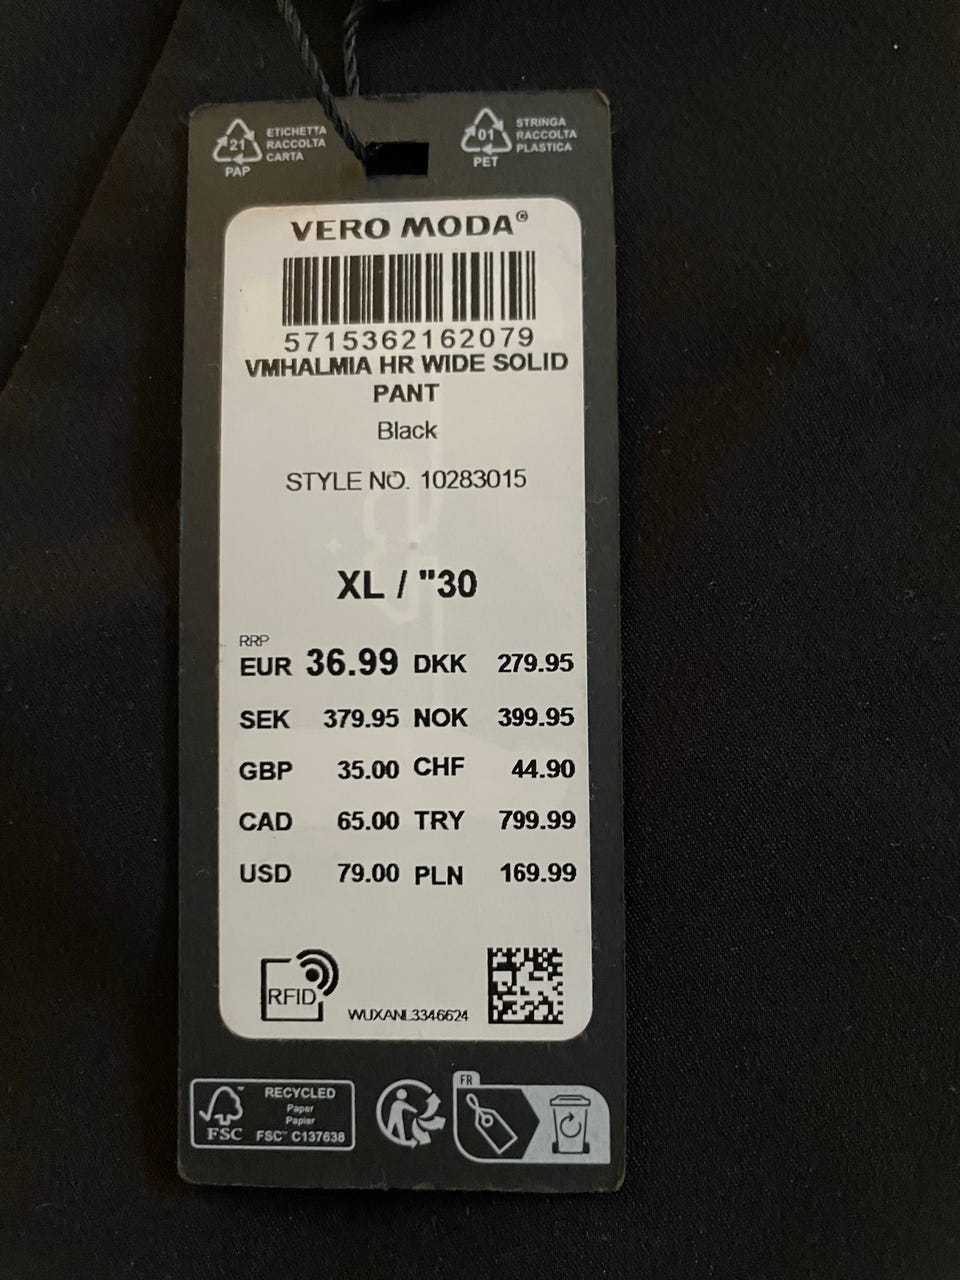 21
PAP
ETICHETTA
RACCOLTA
CARTA
01
PET
STRINGA
RACCOLTA
PLASTICA
VERO MODA©
5715362162079
VMHALMIA HR WIDE SOLID
PANT
Black
STYLE NO. 10283015
XL / "30
RRP
EUR 36.99 DKK 279.95
SEK 379.95 NOK 399.95
GBP 35.00 CHF 44.90
CAD 65.00 TRY 799.99
USD 79.00 PLN 169.99
RFID
WUXANL3346624
FSC™
RECYCLED
Paper
Papier
FSC™ C137638
FR